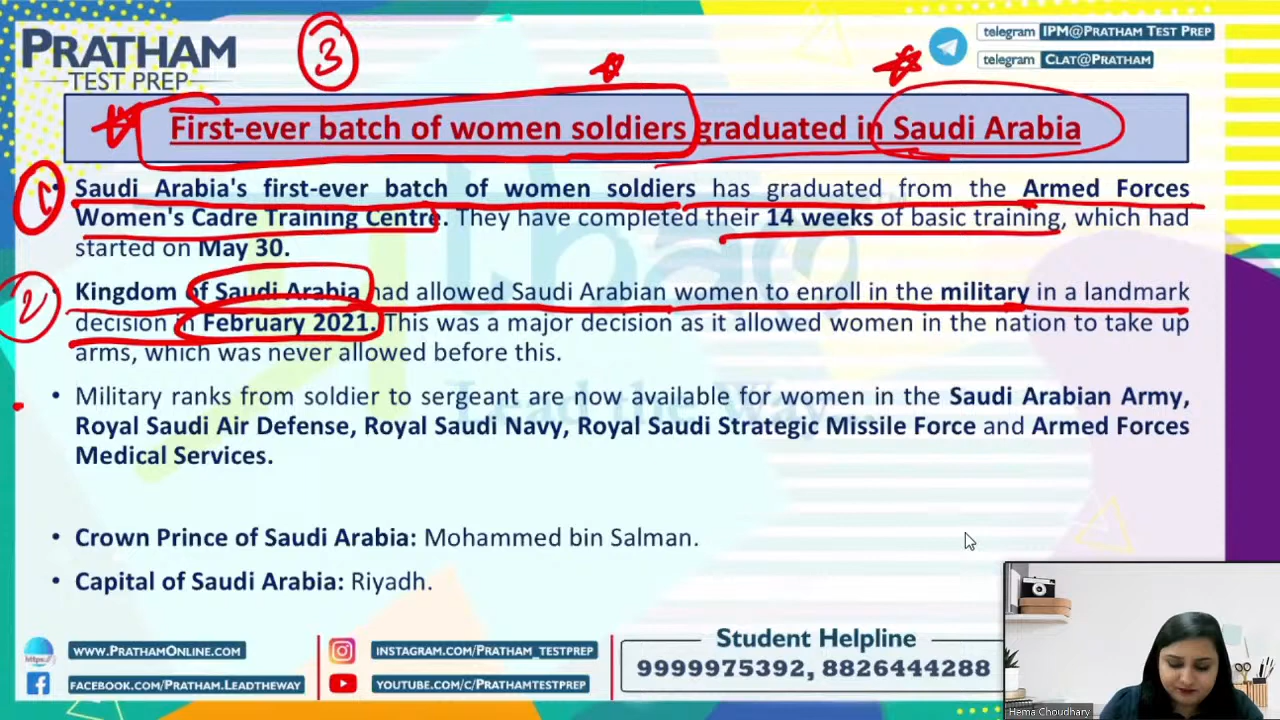 PRATHAM
TEST PREP
3
telegram IPM@PRATHAM TEST PREP
telegram CLAT@PRATHAM
First-ever batch of women soldiers graduated in Saudi Arabia
1
• Saudi Arabia's first-ever batch of women soldiers has graduated from the Armed Forces
Women's Cadre Training Centre. They have completed their 14 weeks of basic training, which had
started on May 30.
2
Kingdom of Saudi Arabia had allowed Saudi Arabian women to enroll in the military in a landmark
decision in February 2021. This was a major decision as it allowed women in the nation to take up
arms, which was never allowed before this.
• Military ranks from soldier to sergeant are now available for women in the Saudi Arabian Army,
Royal Saudi Air Defense, Royal Saudi Navy, Royal Saudi Strategic Missile Force and Armed Forces
Medical Services.
Lead the Way...
• Crown Prince of Saudi Arabia: Mohammed bin Salman.
• Capital of Saudi Arabia: Riyadh.
https://
WWW.PRATHAMONLINE.COM
FACEBOOK.COM/PRATHAM.LEADTHEWAY
INSTAGRAM.COM/PRATHAM_TESTPREP
YOUTUBE.COM/C/PRATHAMTESTPREP
Student Helpline
9999975392, 8826444288
Hema Choudhary